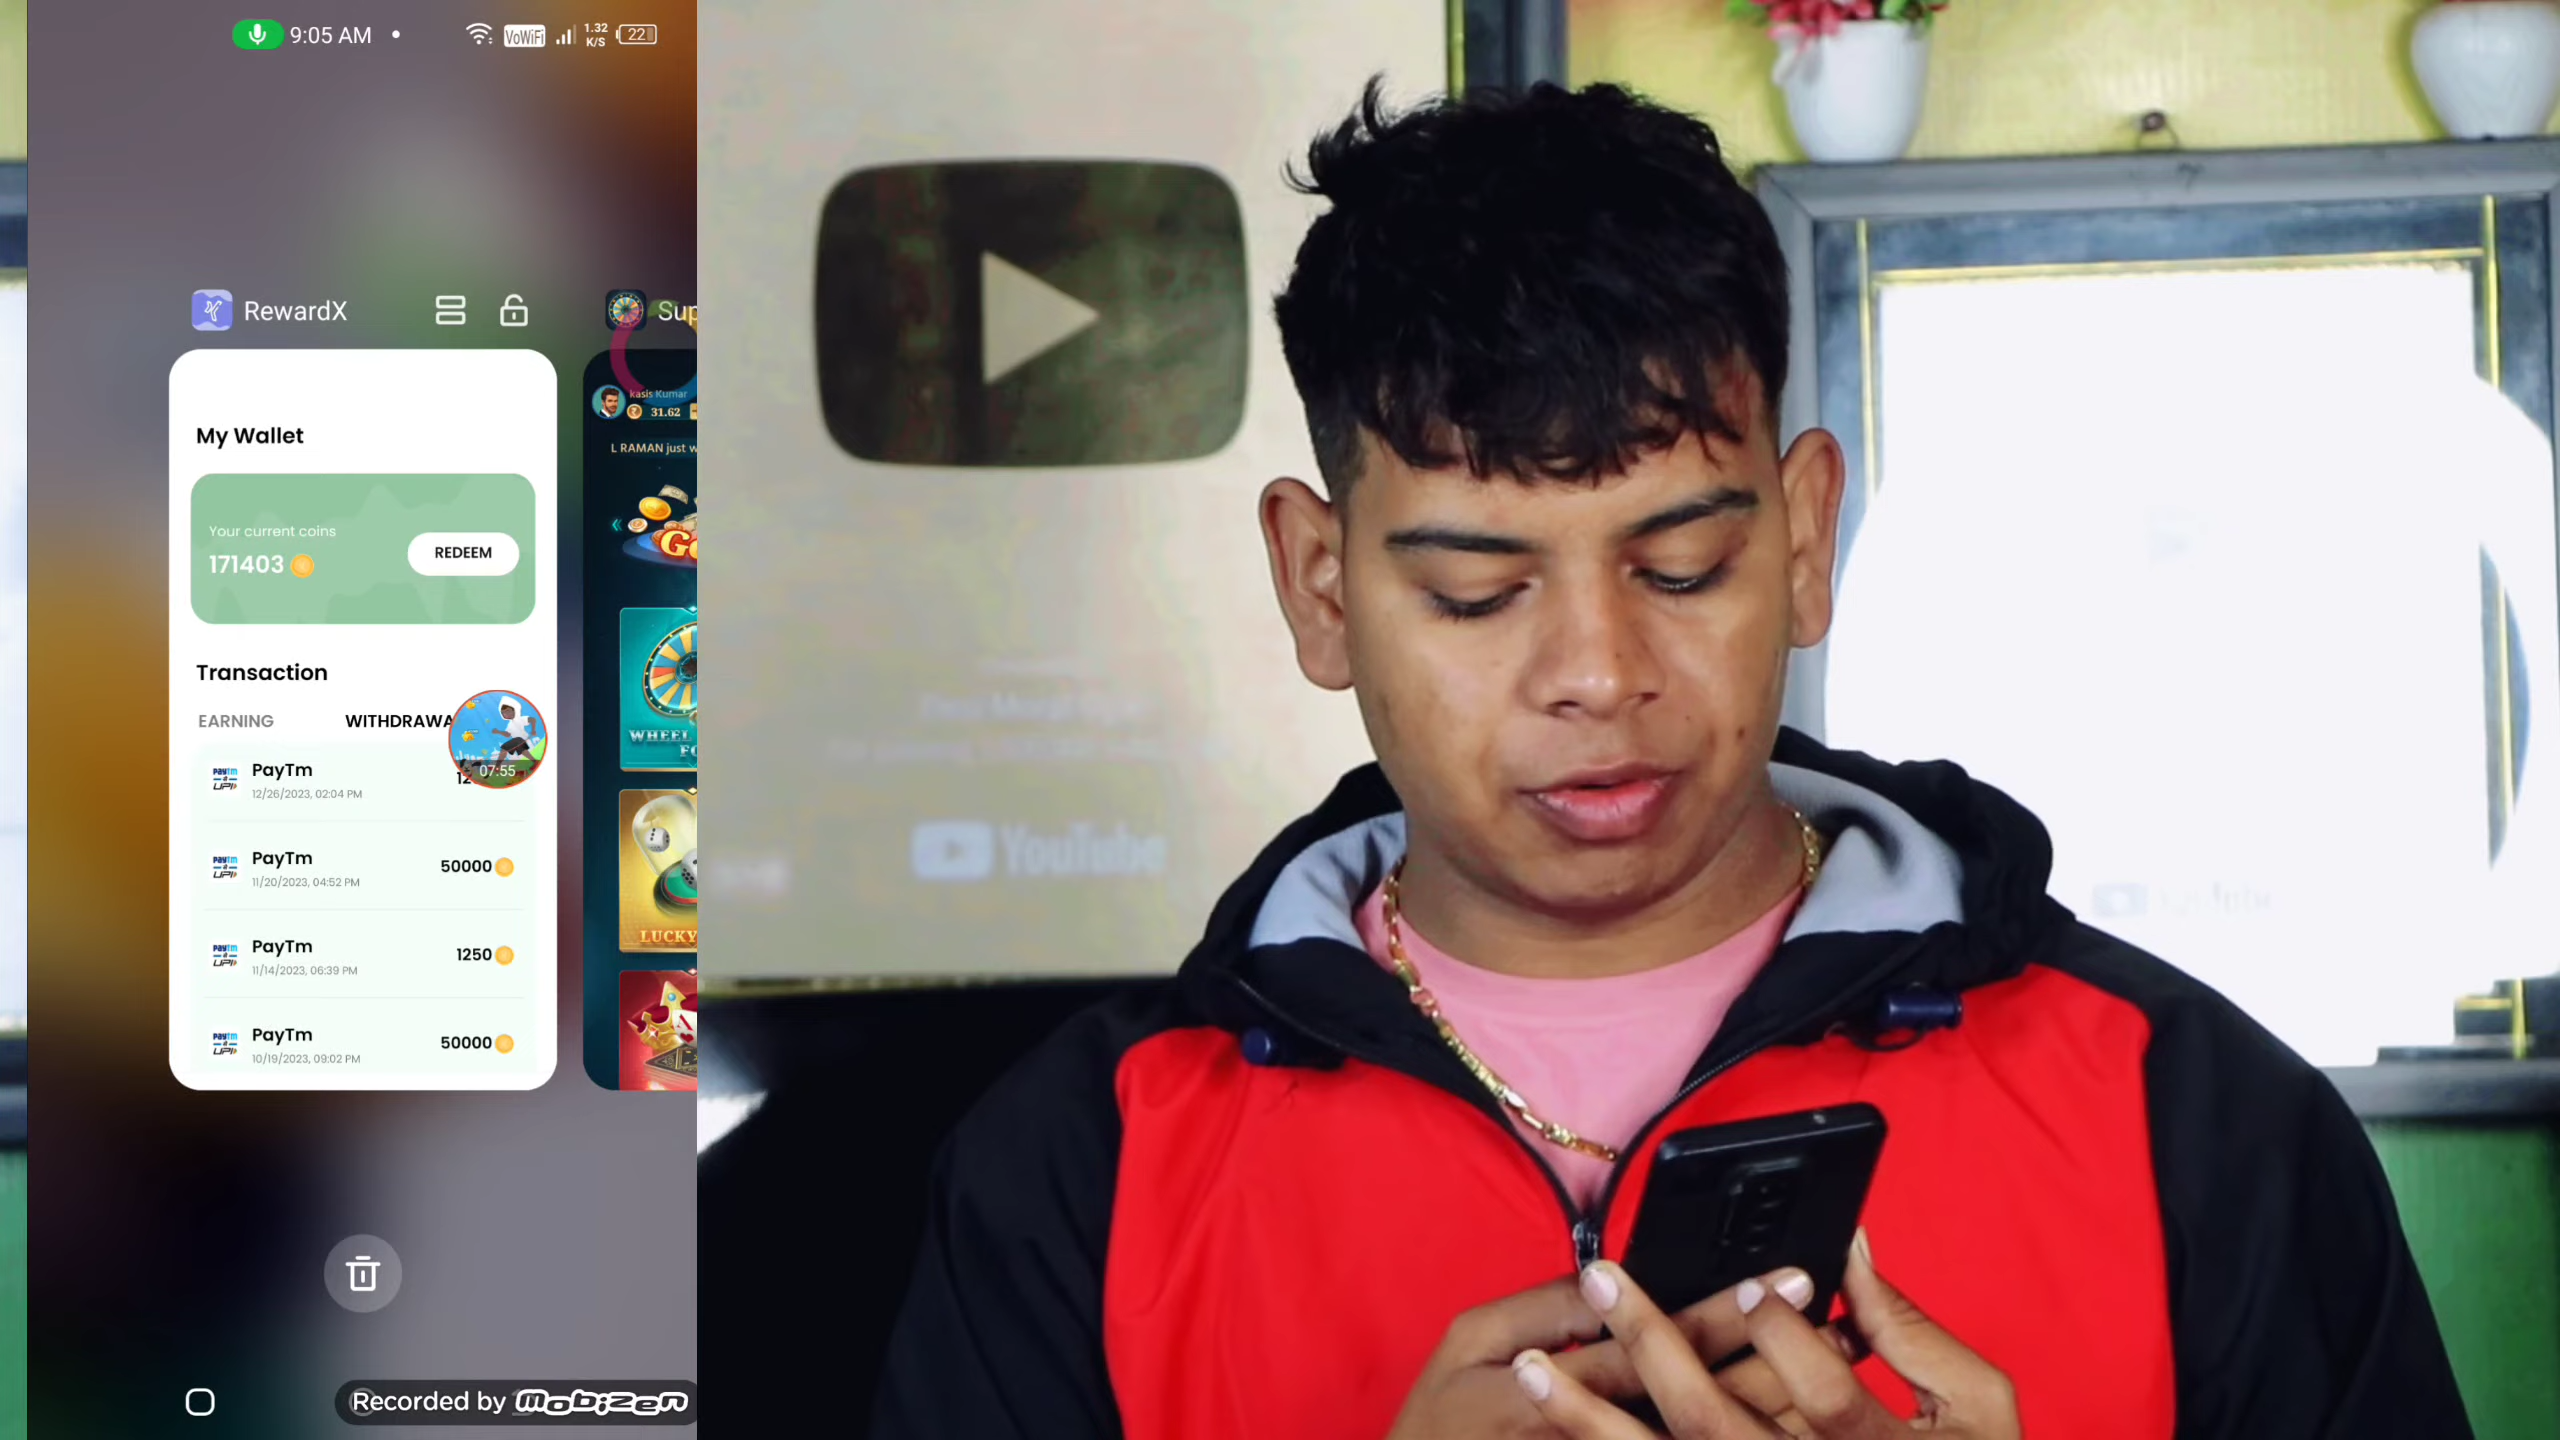 9:05 AM
VoWiFi
1.32
K/S
22
RewardX
Sup
My Wallet
Your current coins
171403
REDEEM
Transaction
EARNING
WITHDRAWA
PayTm
12/26/2023, 02:04 PM
12
07:55
PayTm
11/20/2023, 04:52 PM
50000
PayTm
11/14/2023, 06:39 PM
1250
PayTm
10/19/2023, 09:02 PM
50000
kasis Kumar
31.62
L RAMAN just w
Go
WHEEL
FO
LUCKY
Recorded by mobizen
YouTube